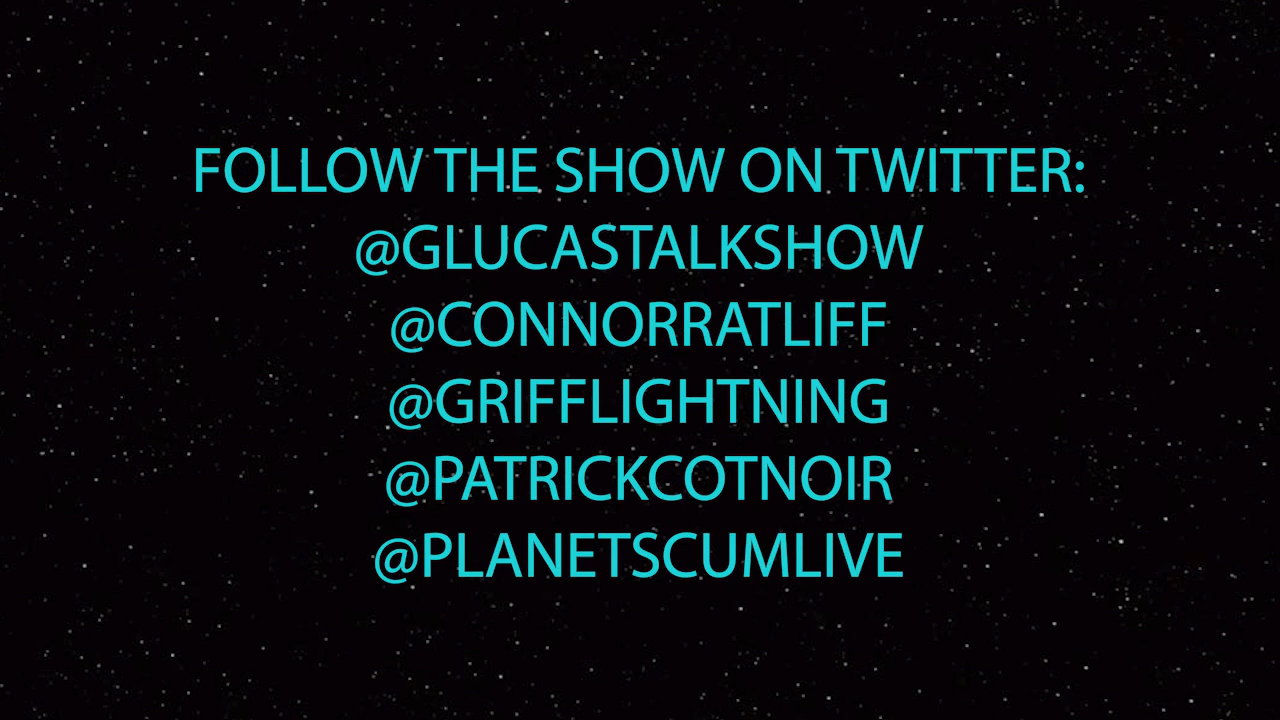 FOLLOW THE SHOW ON TWITTER:
@GLUCASTALKSHOW
@CONNORRATLIFF
@GRIFFLIGHTNING
@PATRICKCOTNOIR
@PLANETSCUMLIVE